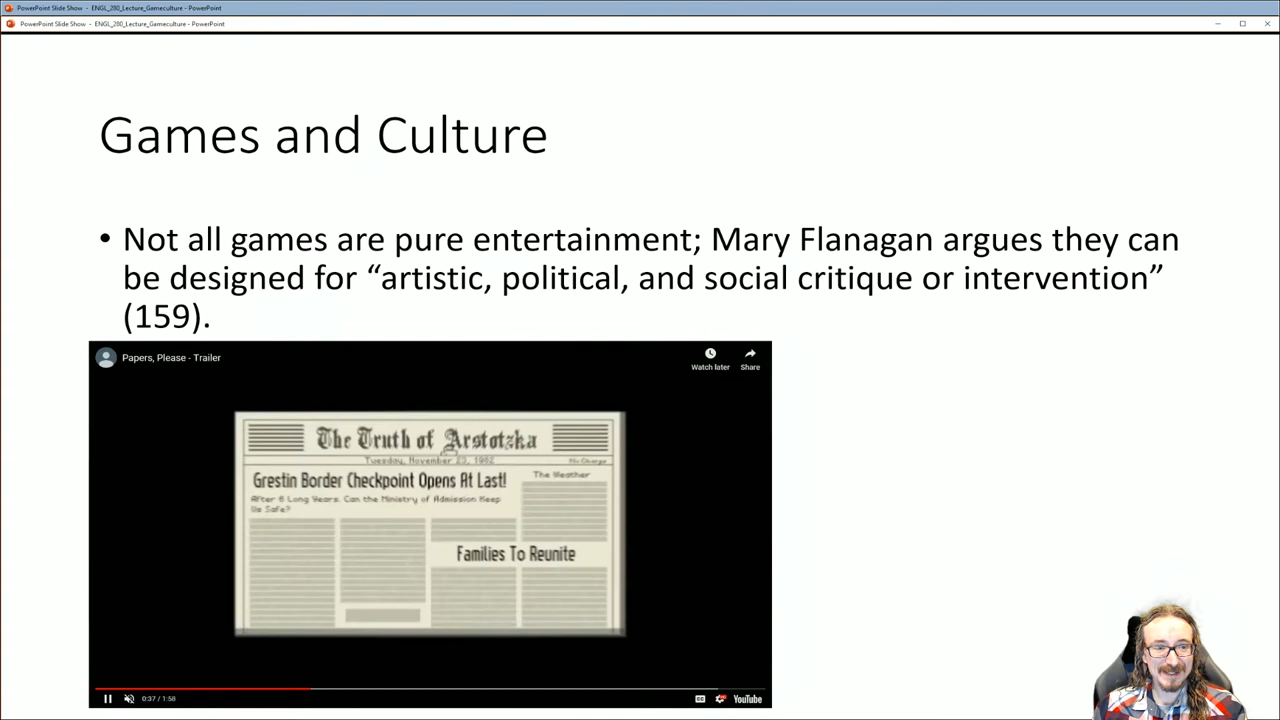 PowerPoint Slide Show - ENGL_280_Lecture_Gameculture - PowerPoint
PowerPoint Slide Show - ENGL_280_Lecture_Gameculture - PowerPoint
Games and Culture
• Not all games are pure entertainment; Mary Flanagan argues they can
be designed for “artistic, political, and social critique or intervention”
(159).
Papers, Please - Trailer
Watch later
Share
The Truth of Arstotzka
Tuesday, November 23, 1982
No Charge
Grestin Border Checkpoint Opens At Last!
After 6 Long Years. Can the Ministry of Admission Keep
Us Safe?
The Weather
Families To Reunite
0:37 / 1:58
CC
YouTube